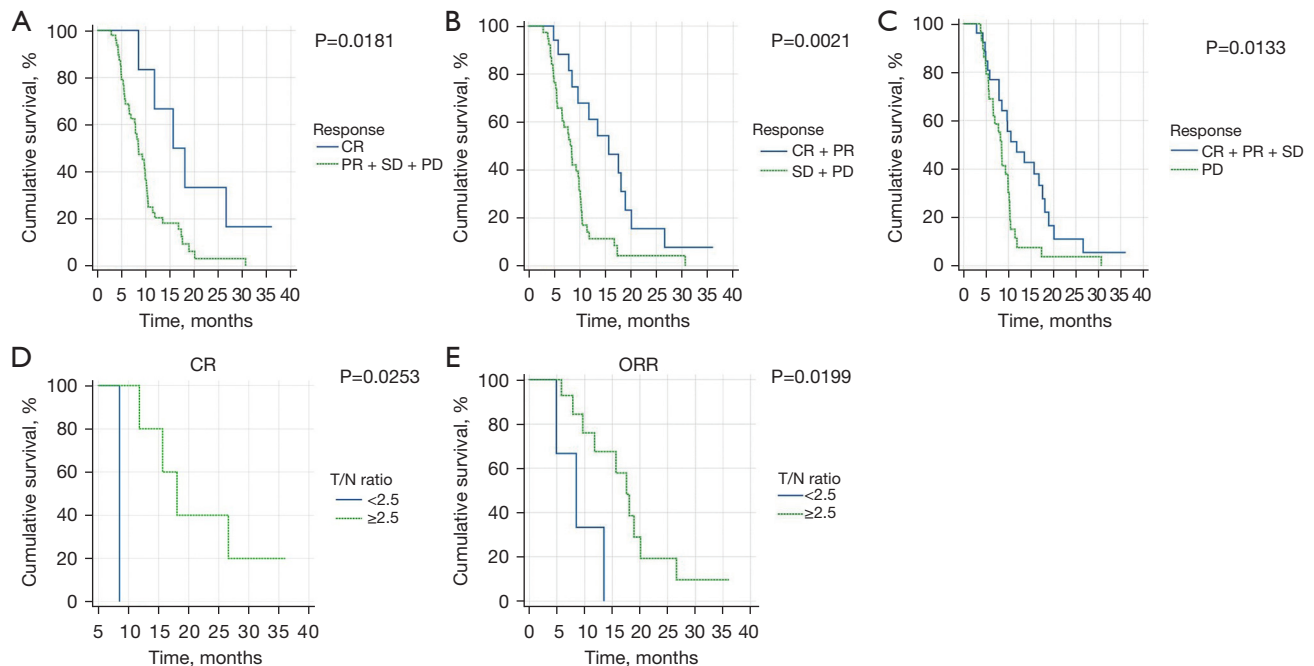 A
P=0.0181
Cumulative survival, %
100
80
60
40
20
0
0 5 10 15 20 25 30 35 40
Time, months
Response
CR
PR + SD + PD
B
P=0.0021
Cumulative survival, %
100
80
60
40
20
0
0 5 10 15 20 25 30 35 40
Time, months
Response
CR + PR
SD + PD
C
P=0.0133
Cumulative survival, %
100
80
60
40
20
0
0 5 10 15 20 25 30 35 40
Time, months
Response
CR + PR + SD
PD
D
CR
P=0.0253
Cumulative survival, %
100
80
60
40
20
0
5 10 15 20 25 30 35 40
Time, months
T/N ratio
<2.5
≥2.5
E
ORR
P=0.0199
Cumulative survival, %
100
80
60
40
20
0
0 5 10 15 20 25 30 35 40
Time, months
T/N ratio
<2.5
≥2.5